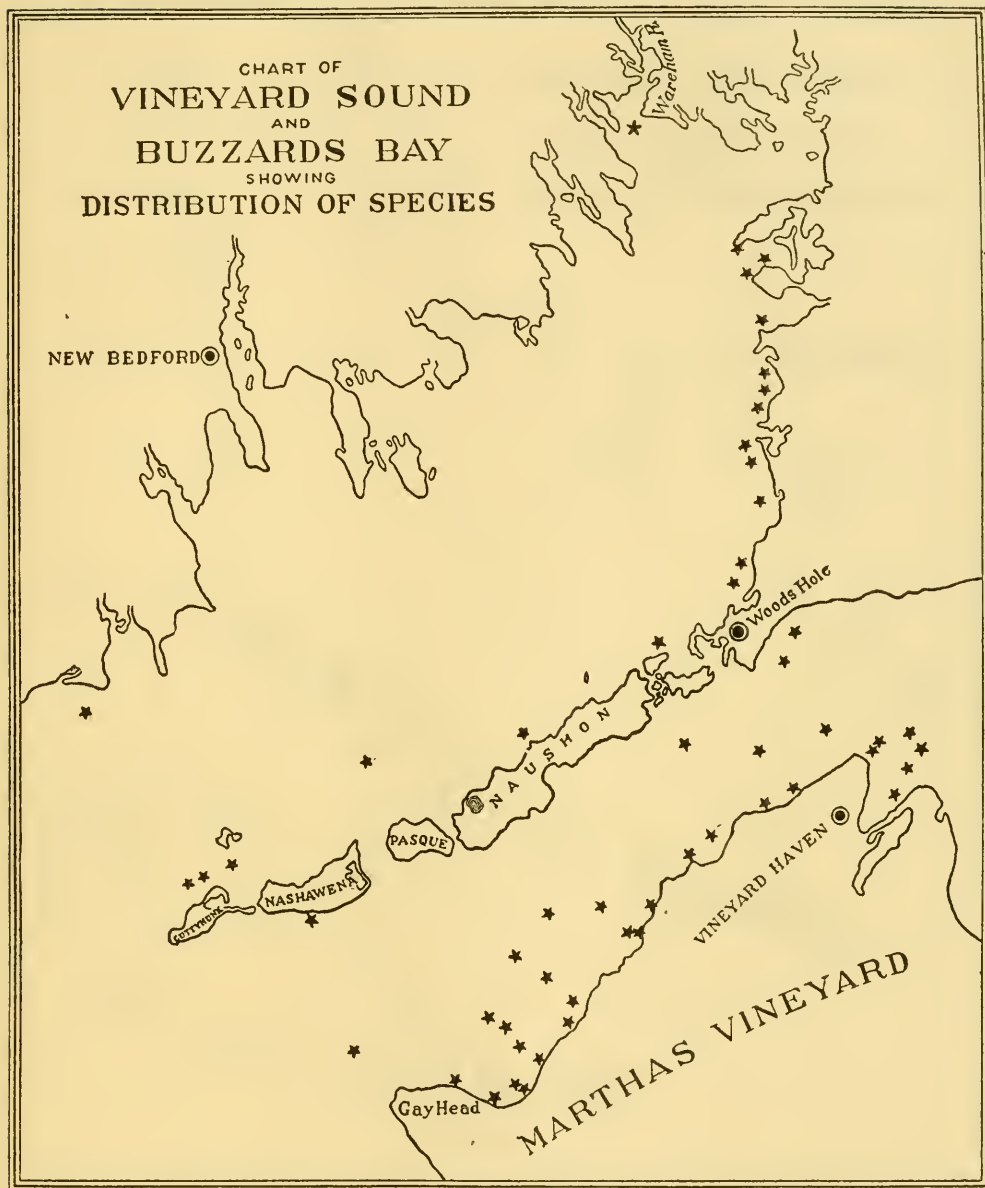 CHART OF
VINEYARD SOUND
AND
BUZZARDS BAY
SHOWING
DISTRIBUTION OF SPECIES
Wareham R.
NEW BEDFORD
Woods Hole
NAUSHON
PASQUE
NASHAWENA
CUTTYHUNK
VINEYARD HAVEN
MARTHAS VINEYARD
Gay Head